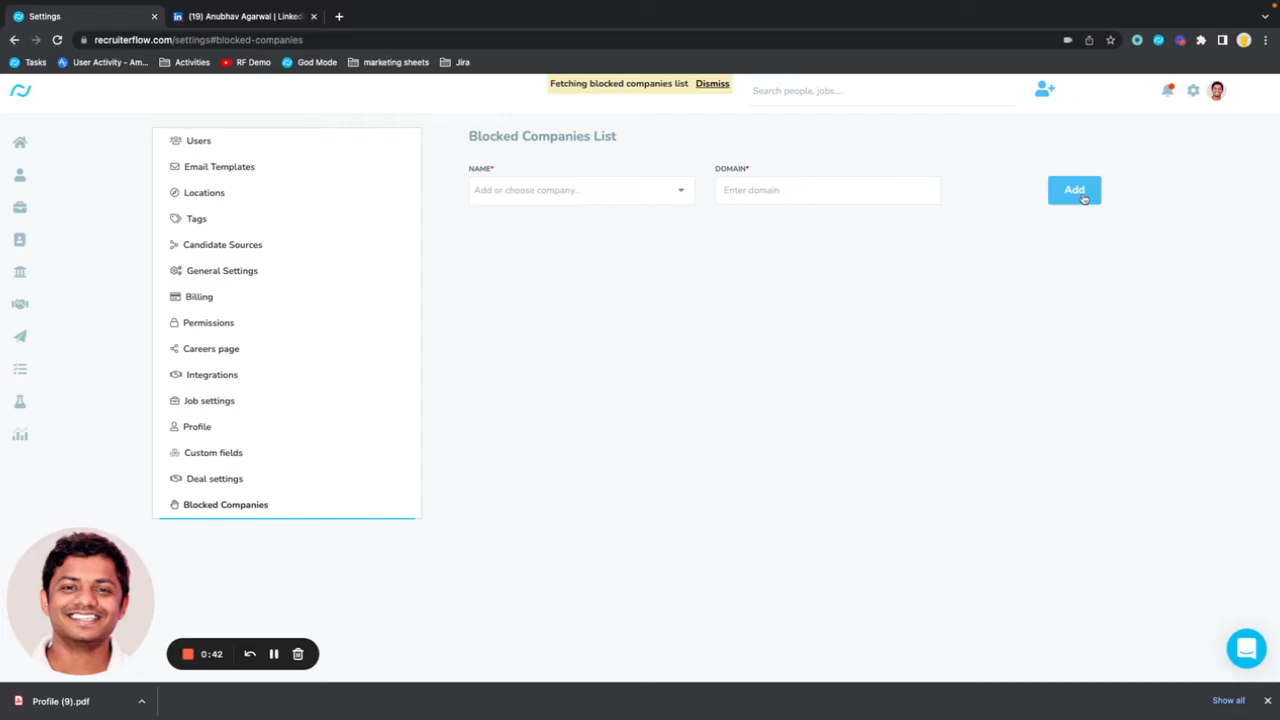 Settings
(19) Anubhav Agarwal | Linked
recruiterflow.com/settings#blocked-companies
Tasks
User Activity - Am...
Activities
RF Demo
God Mode
marketing sheets
Jira
Fetching blocked companies list Dismiss
Search people, jobs....
Users
Email Templates
Locations
Tags
Candidate Sources
General Settings
Billing
Permissions
Careers page
Integrations
Job settings
Profile
Custom fields
Deal settings
Blocked Companies
Blocked Companies List
NAME*
DOMAIN*
Add or choose company...
Enter domain
Add
0:42
Profile (9).pdf
Show all